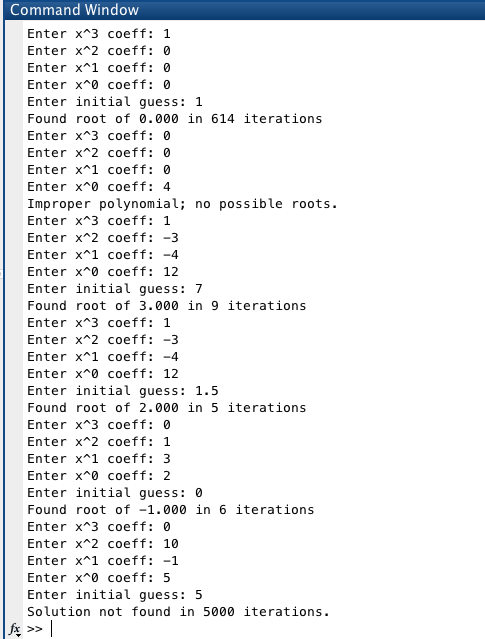 Command Window
Enter x^3 coeff: 1
Enter x^2 coeff: 0
Enter x^1 coeff: 0
Enter x^0 coeff: 0
Enter initial guess: 1
Found root of 0.000 in 614 iterations
Enter x^3 coeff: 0
Enter x^2 coeff: 0
Enter x^1 coeff: 0
Enter x^0 coeff: 4
Improper polynomial; no possible roots.
Enter x^3 coeff: 1
Enter x^2 coeff: -3
Enter x^1 coeff: -4
Enter x^0 coeff: 12
Enter initial guess: 7
Found root of 3.000 in 9 iterations
Enter x^3 coeff: 1
Enter x^2 coeff: -3
Enter x^1 coeff: -4
Enter x^0 coeff: 12
Enter initial guess: 1.5
Found root of 2.000 in 5 iterations
Enter x^3 coeff: 0
Enter x^2 coeff: 1
Enter x^1 coeff: 3
Enter x^0 coeff: 2
Enter initial guess: 0
Found root of -1.000 in 6 iterations
Enter x^3 coeff: 0
Enter x^2 coeff: 10
Enter x^1 coeff: -1
Enter x^0 coeff: 5
Enter initial guess: 5
Solution not found in 5000 iterations.
fx >>